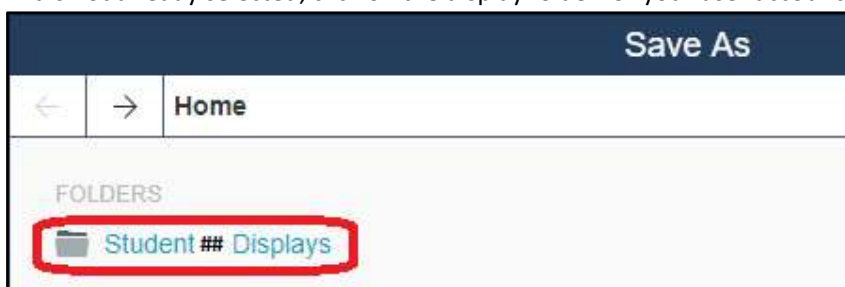 Save As
← → Home
FOLDERS
Student ## Displays